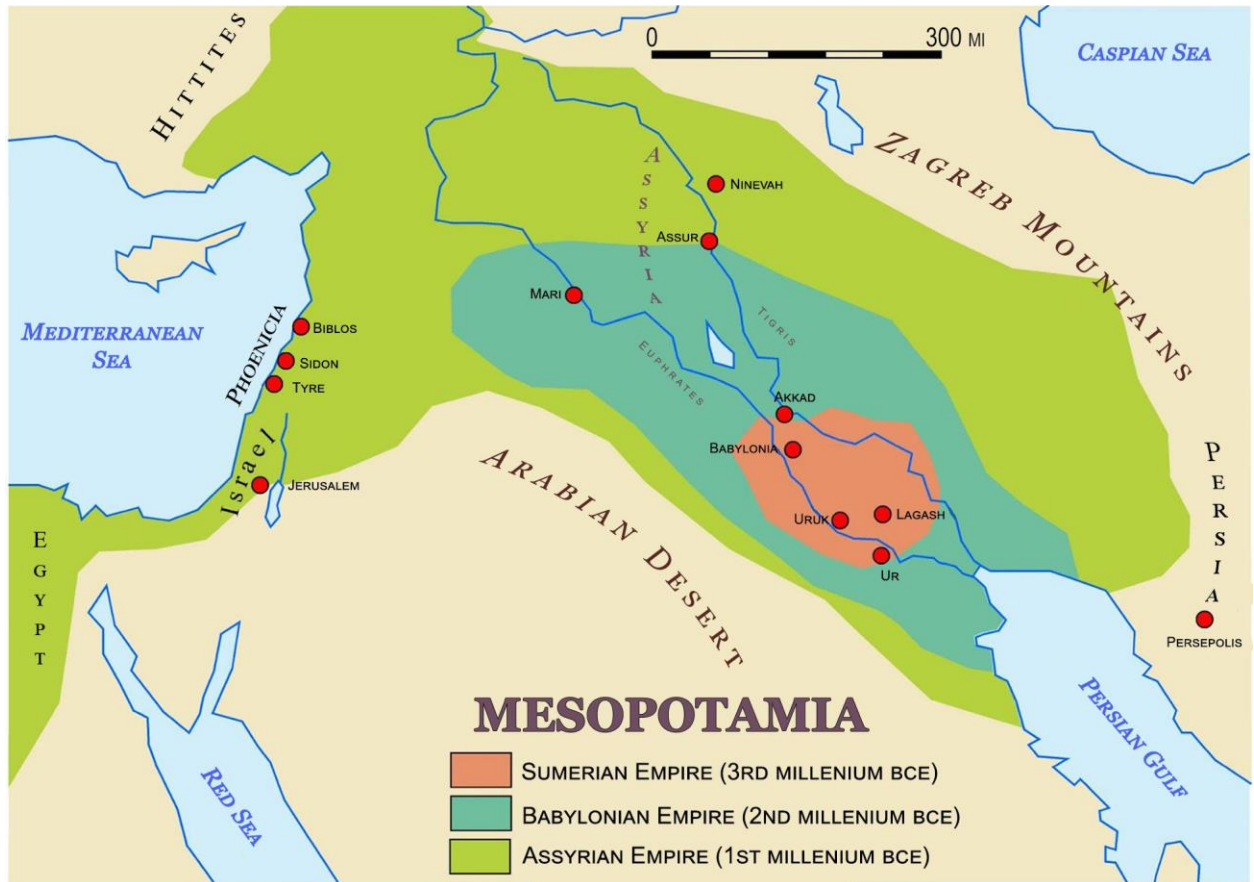 0 300 MI
CASPIAN SEA
HITTITES
ZAGREB MOUNTAINS
ASSYRIA
NINEVAH
ASSUR
MARI
TIGRIS
EUPHRATES
MEDITERRANEAN
SEA
PHOENICIA
BIBLOS
SIDON
TYRE
AKKAD
BABYLONIA
Israel
JERUSALEM
ARABIAN DESERT
URUK
LAGASH
UR
PERSIA
PERSEPOLIS
EGYPT
RED SEA
PERSIAN GULF
MESOPOTAMIA
SUMERIAN EMPIRE (3RD MILLENIUM BCE)
BABYLONIAN EMPIRE (2ND MILLENIUM BCE)
ASSYRIAN EMPIRE (1ST MILLENIUM BCE)